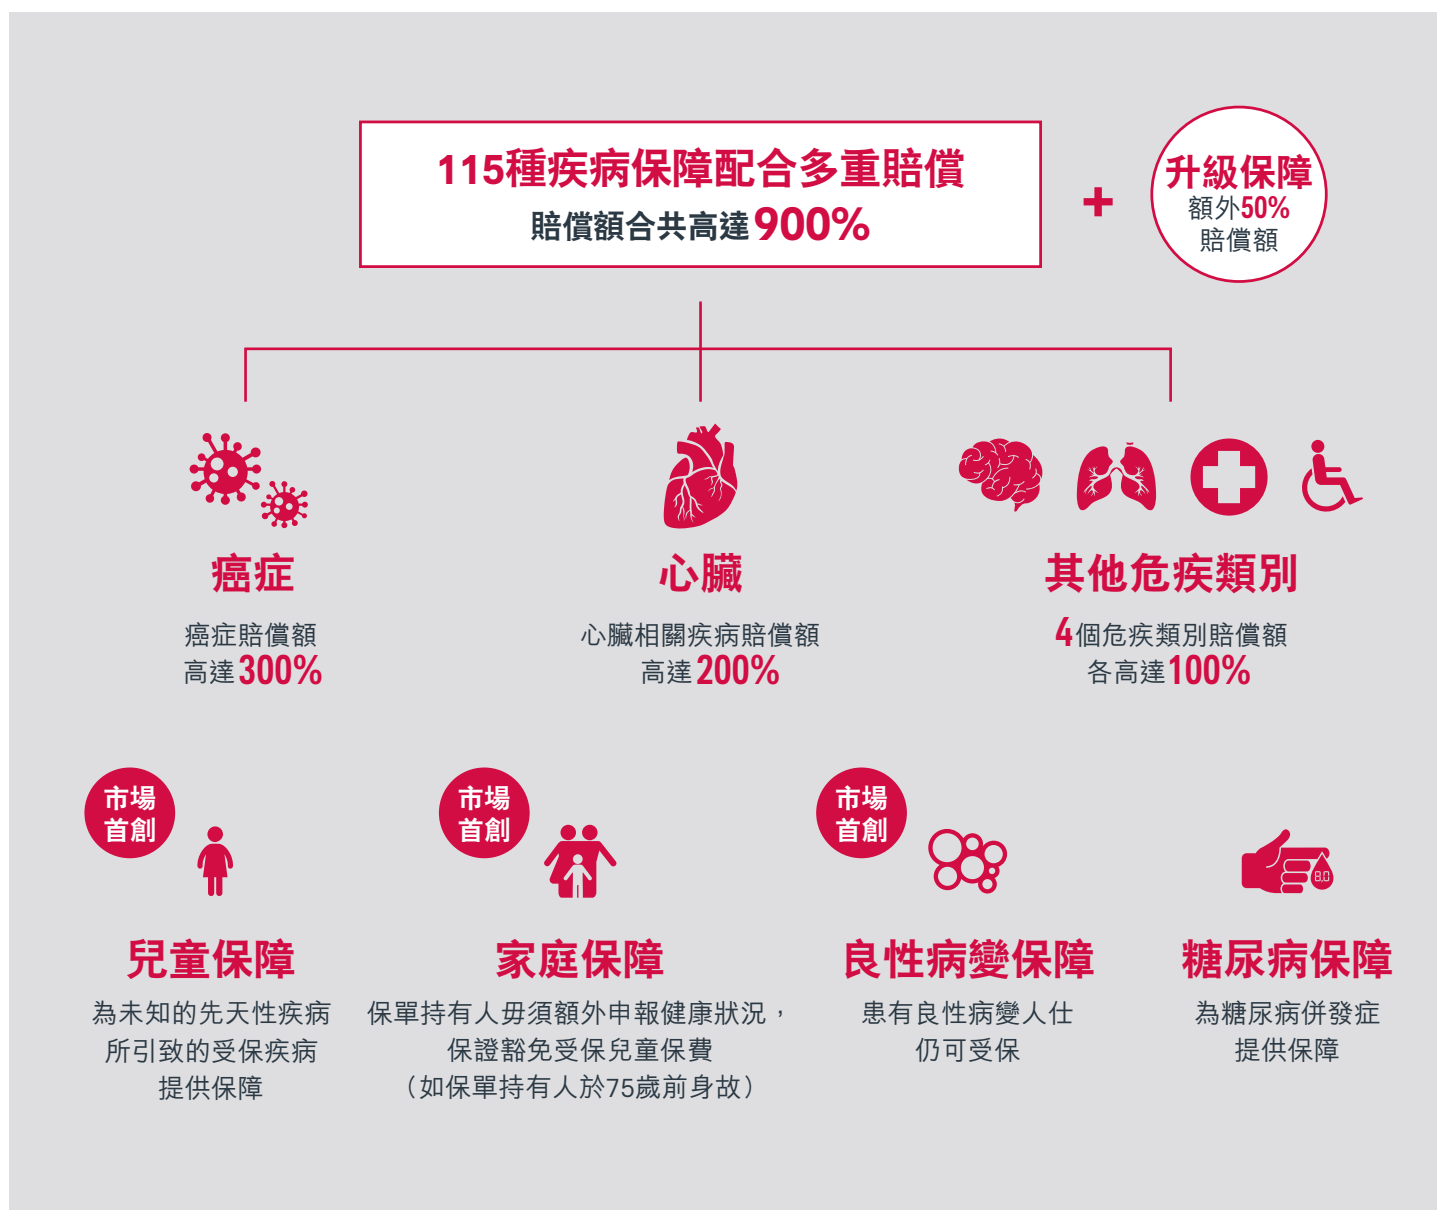 115種疾病保障配合多重賠償
賠償額合共高達900%
+
升級保障
額外50%
賠償額
癌症
癌症賠償額
高達300%
心臟
心臟相關疾病賠償額
高達200%
其他危疾類別
4個危疾類別賠償額
各高達100%
市場
首創
兒童保障
為未知的先天性疾病
所引致的受保疾病
提供保障
市場
首創
家庭保障
保單持有人毋須額外申報健康狀況，
保證豁免受保兒童保費
（如保單持有人於75歲前身故）
市場
首創
良性病變保障
患有良性病變人仕
仍可受保
8.0
糖尿病保障
為糖尿病併發症
提供保障